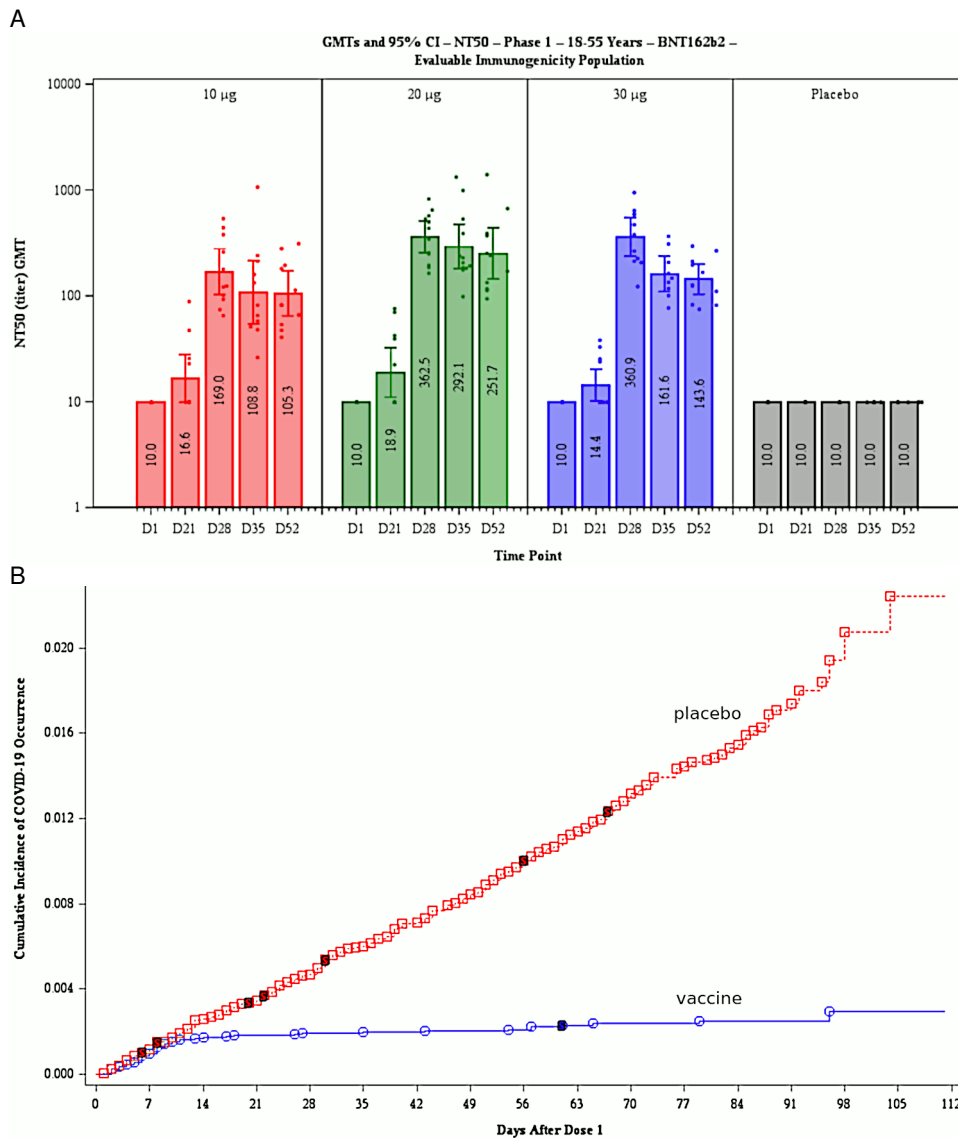 A
GMTs and 95% CI – NT50 – Phase 1 – 18-55 Years – BNT162b2 –
Evaluable Immunogenicity Population
10 µg 20 µg 30 µg Placebo
NT50 (titer) GMT
10000
1000
100
10
1
10.0 16.6 169.0 108.8 105.3 10.0 18.9 362.5 292.1 251.7 10.0 14.4 360.9 161.6 143.6 10.0 10.0 10.0 10.0 10.0
D1 D21 D28 D35 D52 D1 D21 D28 D35 D52 D1 D21 D28 D35 D52 D1 D21 D28 D35 D52
Time Point
B
Cumulative Incidence of COVID-19 Occurrence
0.020
0.016
0.012
0.008
0.004
0.000
placebo
vaccine
0 7 14 21 28 35 42 49 56 63 70 77 84 91 98 105 112
Days After Dose 1